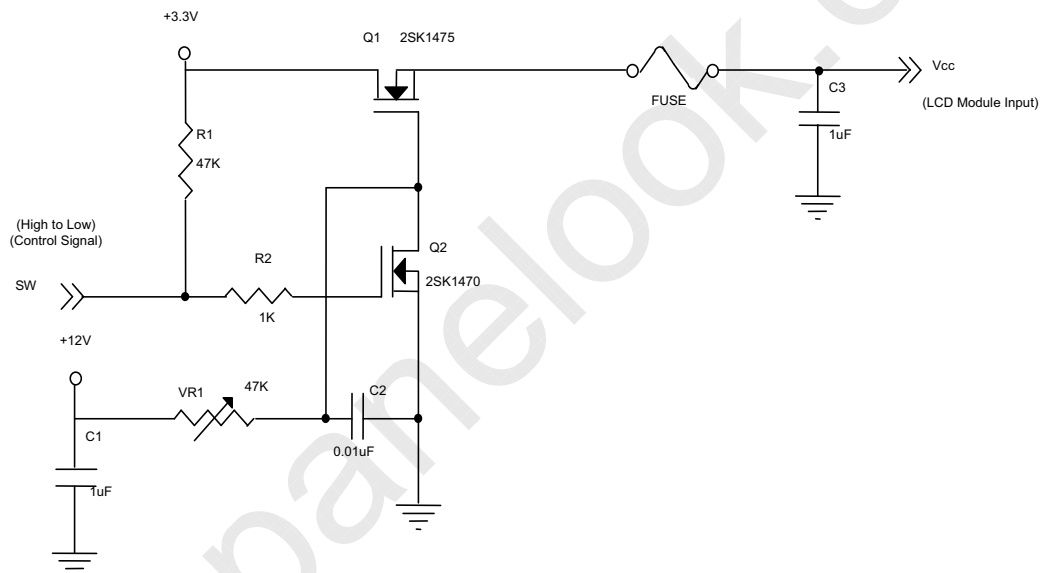 +3.3V
Q1 2SK1475
Vcc
FUSE
C3
(LCD Module Input)
R1
1uF
47K
(High to Low)
(Control Signal)
Q2
R2
2SK1470
SW
1K
+12V
VR1 47K C2
C1
0.01uF
1uF
panelook.c